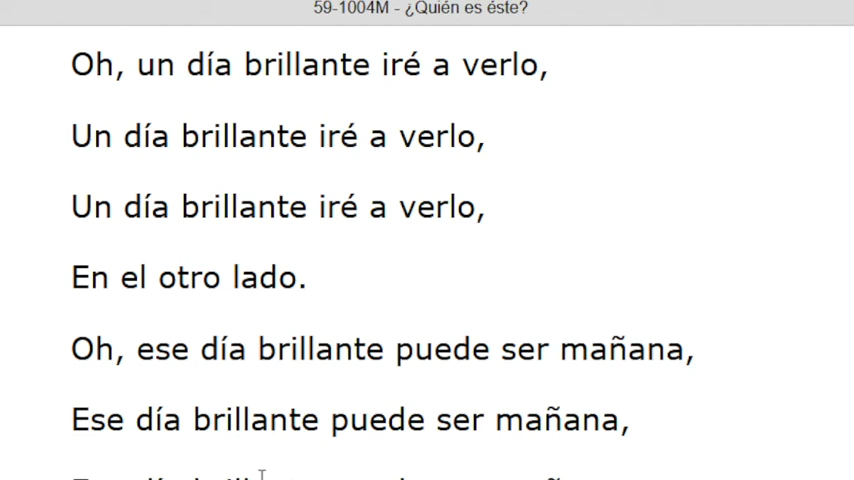 59-1004M - ¿Quién es éste?
Oh, un día brillante iré a verlo,
Un día brillante iré a verlo,
Un día brillante iré a verlo,
En el otro lado.
Oh, ese día brillante puede ser mañana,
Ese día brillante puede ser mañana,